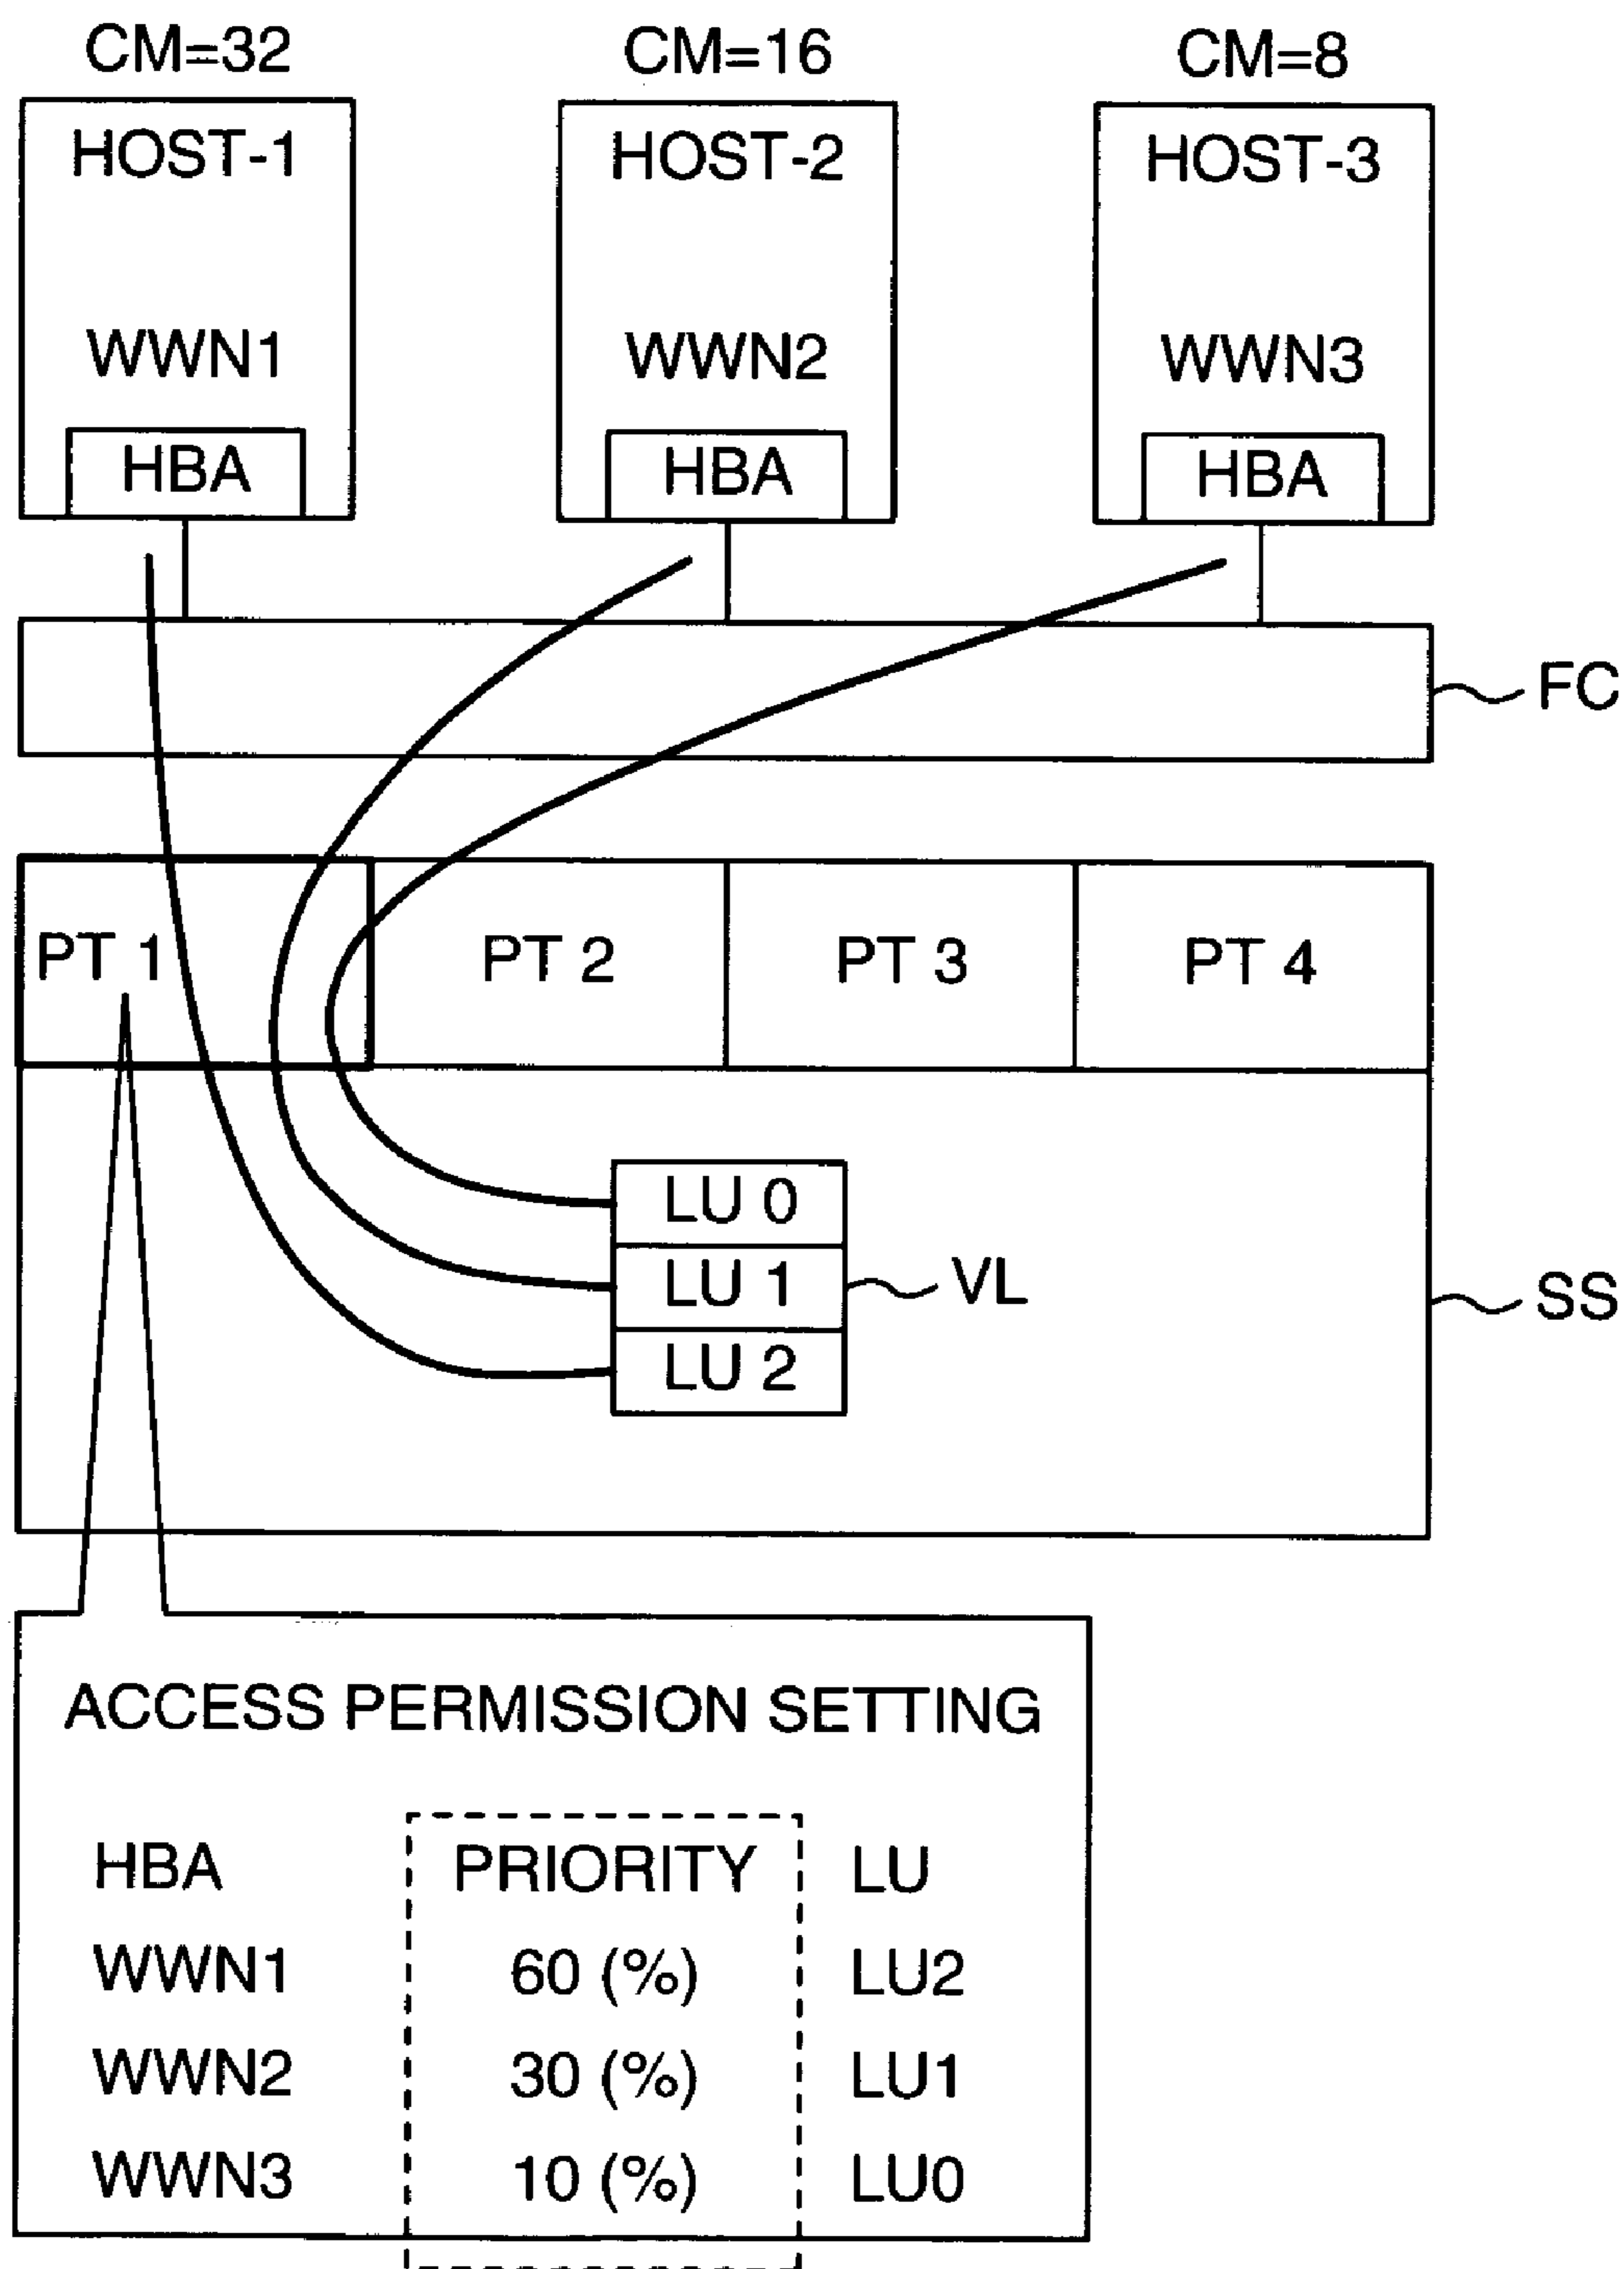 CM=32 CM=16 CM=8
HOST-1 HOST-2 HOST-3
WWN1 WWN2 WWN3
HBA HBA HBA
FC
PT 1 PT 2 PT 3 PT 4
LU 0
LU 1 VL
SS
LU 2
ACCESS PERMISSION SETTING
HBA PRIORITY LU
WWN1 60 (%) LU2
WWN2 30 (%) LU1
WWN3 10 (%) LU0